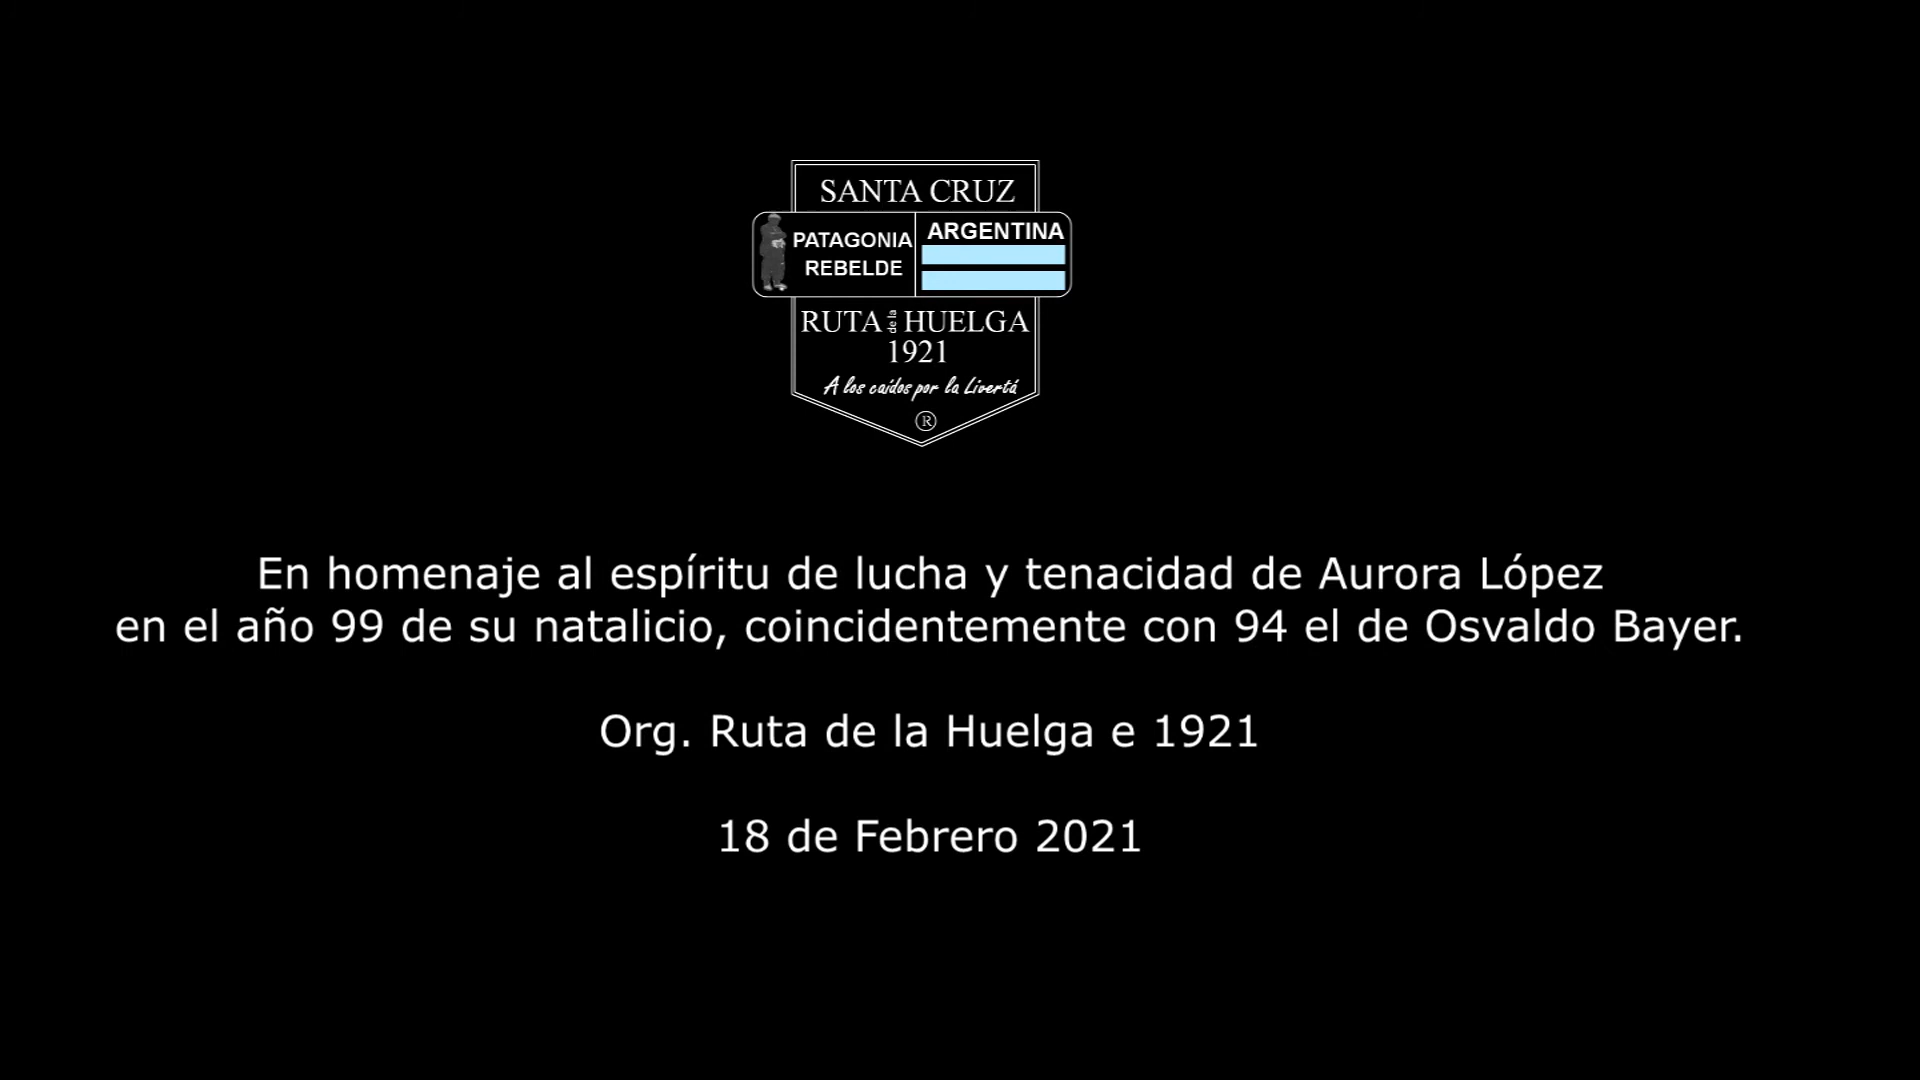 SANTA CRUZ
PATAGONIA
REBELDE
ARGENTINA
RUTA de la HUELGA
1921
A los caídos por la Livertá
®
En homenaje al espíritu de lucha y tenacidad de Aurora López
en el año 99 de su natalicio, coincidentemente con 94 el de Osvaldo Bayer.
Org. Ruta de la Huelga e 1921
18 de Febrero 2021